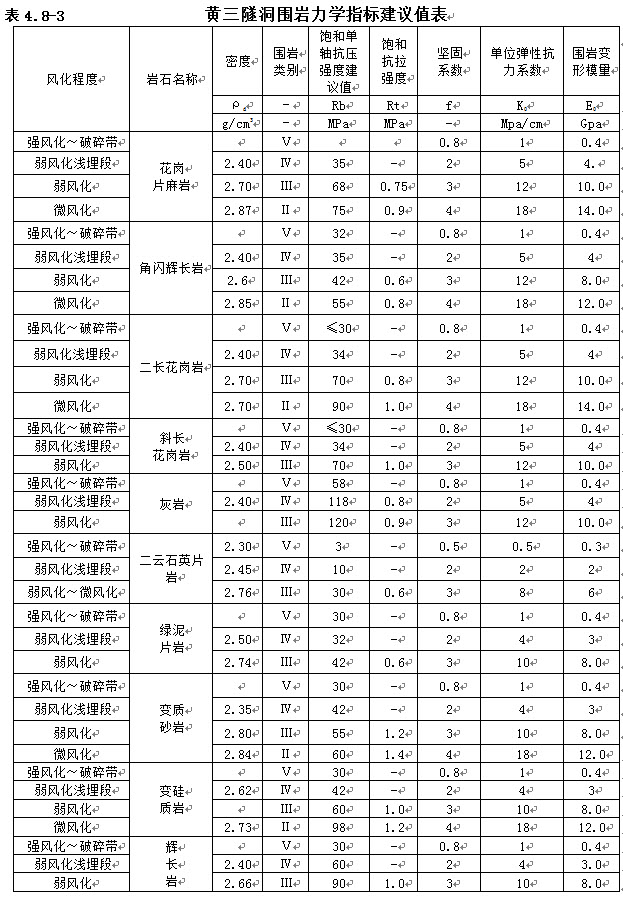 表 4.8-3 黄三隧洞围岩力学指标建议值表
风化程度 岩石名称 密度 围岩类别 饱和单轴抗压强度建议值 饱和抗拉强度 坚固系数 单位弹性抗力系数 围岩变形模量
ρd - Rb Rt f K₀ E₀
g/cm³ - MPa MPa - Mpa/cm Gpa
强风化～破碎带 花岗片麻岩 Ⅴ 0.8 1 0.4
弱风化浅埋段 2.40 Ⅳ 35 - 2 5 4.
弱风化 2.70 Ⅲ 68 0.75 3 12 10.0
微风化 2.87 Ⅱ 75 0.9 4 18 14.0
强风化～破碎带 角闪辉长岩 Ⅴ 32 - 0.8 1 0.4
弱风化浅埋段 2.40 Ⅳ 35 - 2 5 4
弱风化 2.6 Ⅲ 42 0.6 3 12 8.0
微风化 2.85 Ⅱ 55 0.8 4 18 12.0
强风化～破碎带 二长花岗岩 Ⅴ ≤30 - 0.8 1 0.4
弱风化浅埋段 2.40 Ⅳ 34 - 2 5 4
弱风化 2.70 Ⅲ 70 0.8 3 12 10.0
微风化 2.70 Ⅱ 90 1.0 4 18 14.0
强风化～破碎带 斜长花岗岩 Ⅴ ≤30 - 0.8 1 0.4
弱风化浅埋段 2.40 Ⅳ 34 - 2 5 4
弱风化 2.50 Ⅲ 70 1.0 3 12 10.0
强风化～破碎带 灰岩 Ⅴ 58 - 0.8 1 0.4
弱风化浅埋段 2.40 Ⅳ 118 0.8 2 5 4
弱风化 Ⅲ 120 0.9 3 12 10.0
强风化～破碎带 二云石英片岩 2.30 Ⅴ 3 - 0.5 0.5 0.3
弱风化浅埋段 2.45 Ⅳ 10 - 2 2 2
弱风化～微风化 2.76 Ⅲ 30 0.6 3 8 6
强风化～破碎带 绿泥片岩 Ⅴ 30 - 0.8 1 0.4
弱风化浅埋段 2.50 Ⅳ 32 - 2 4 3
弱风化 2.74 Ⅲ 42 0.6 3 10 8.0
强风化～破碎带 变质砂岩 Ⅴ 30 - 0.8 1 0.4
弱风化浅埋段 2.35 Ⅳ 42 - 2 4 3
弱风化 2.80 Ⅲ 55 1.2 3 10 8.0
微风化 2.84 Ⅱ 60 1.4 4 18 12.0
强风化～破碎带 变硅质岩 Ⅴ 30 - 0.8 1 0.4
弱风化浅埋段 2.62 Ⅳ 42 - 2 4 3
弱风化 Ⅲ 60 1.0 3 10 8.0
微风化 2.73 Ⅱ 98 1.2 4 18 12.0
强风化～破碎带 辉长岩 Ⅴ 30 - 0.8 1 0.4
弱风化浅埋段 2.40 Ⅳ 60 - 2 4 3.0
弱风化 2.66 Ⅲ 90 1.0 3 10 8.0